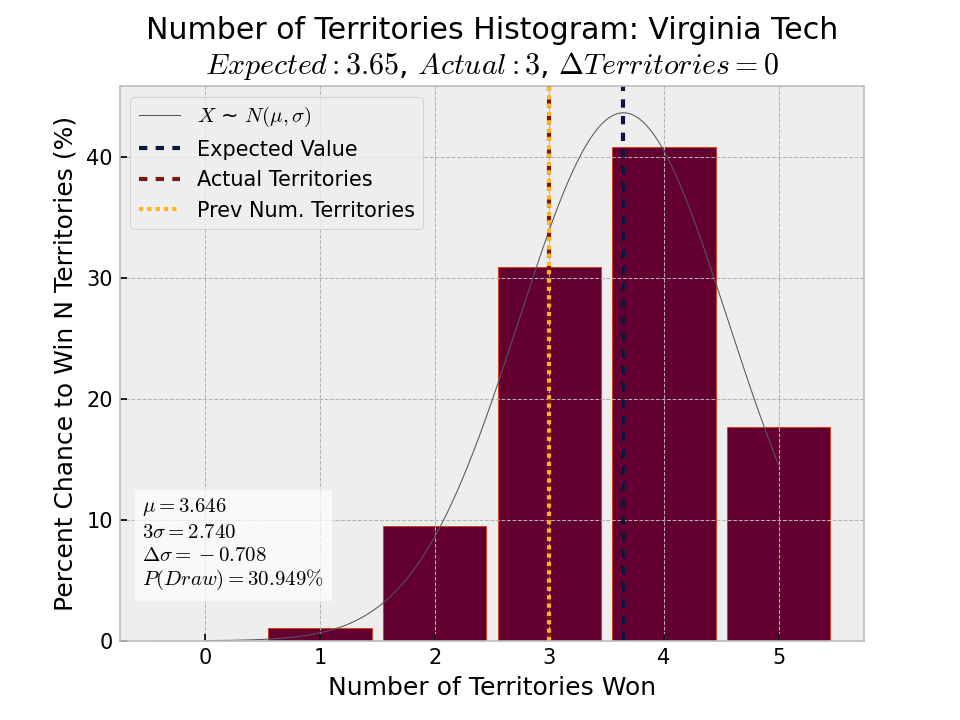 Number of Territories Histogram: Virginia Tech
Expected : 3.65, Actual : 3, ΔTerritories = 0
X ~ N(μ, σ)
Expected Value
Actual Territories
Prev Num. Territories
Percent Chance to Win N Territories (%)
40
30
20
10
0
μ = 3.646
3σ = 2.740
Δσ = −0.708
P(Draw) = 30.949%
0 1 2 3 4 5
Number of Territories Won